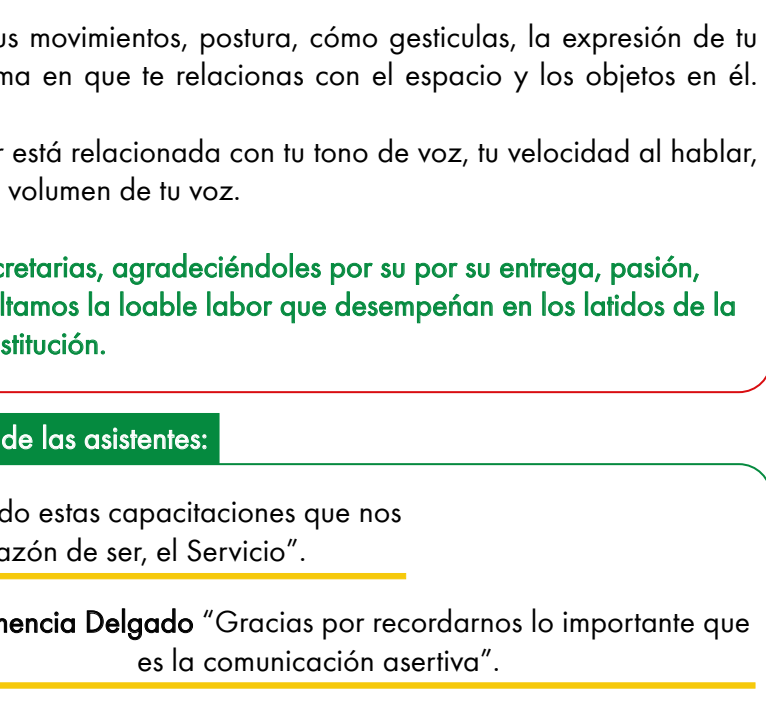 us movimientos, postura, cómo gesticulas, la expresión de tu
ma en que te relacionas con el espacio y los objetos en él.
r está relacionada con tu tono de voz, tu velocidad al hablar,
volumen de tu voz.
cretarias, agradeciéndoles por su por su entrega, pasión,
ltamos la loable labor que desempeńan en los latidos de la
stitución.
de las asistentes:
do estas capacitaciones que nos
azón de ser, el Servicio”.
nencia Delgado “Gracias por recordarnos lo importante que
es la comunicación asertiva”.